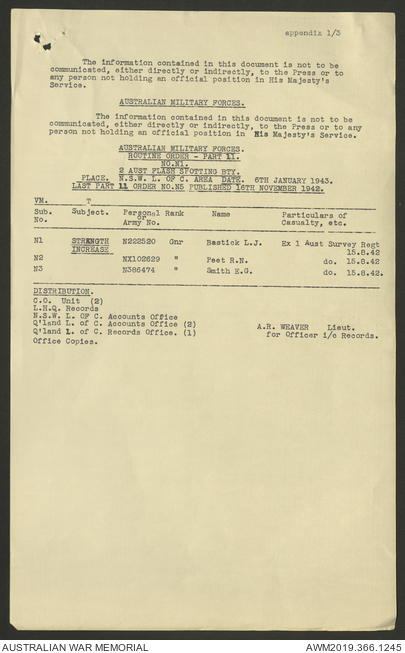 appendix 1/3
The information contained in this document is not to be
communicated, either directly or indirectly, to the Press or to
any person not holding an official position in His Majesty's
Service.
AUSTRALIAN MILITARY FORCES.
The information contained in this document is not to be
communicated, either directly or indirectly, to the Press or to any
person not holding an official position in His Majesty's Service.
AUSTRALIAN MILITARY FORCES.
ROUTINE ORDER - PART 11.
NO.N1.
2 AUST FLASH SPOTTING BTY.
PLACE. N.S.W. L. OF C. AREA DATE. 6TH JANUARY 1943.
LAST PART 11 ORDER NO.N5 PUBLISHED 16TH NOVEMBER 1942.
VM. T
Sub. No. Subject. Personal or Army No. Rank Name Particulars of Casualty, etc.
N1 STRENGTH INCREASE N222520 Gnr Bastick L.J. Ex 1 Aust Survey Regt 15.8.42
N2 NX102629 " Peet R.N. do. 15.8.42
N3 N386474 " Smith E.G. do. 15.8.42.
DISTRIBUTION.
C.O. Unit (2)
L.H.Q. Records
N.S.W. L. OF C. Accounts Office
Q'land L. of C. Accounts Office (2)
Q'land L. of C. Records Office. (1)
Office Copies.
A.R. WEAVER Lieut.
for Officer i/c Records.
AUSTRALIAN WAR MEMORIAL
AWM2019.366.1245